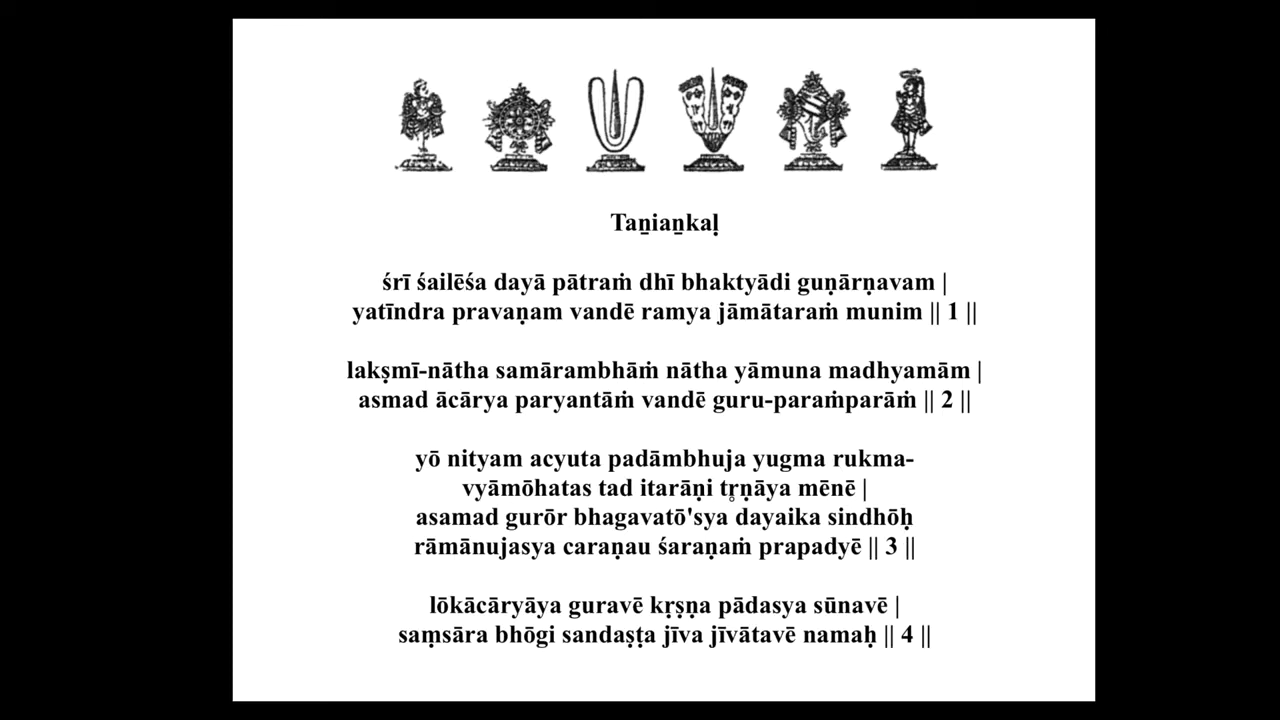 Taṉiaṉkaḷ
śrī śailēśa dayā pātraṁ dhī bhaktyādi guṇārṇavam |
yatīndra pravaṇam vandē ramya jāmātaraṁ munim || 1 ||
lakṣmī-nātha samārambhāṁ nātha yāmuna madhyamām |
asmad ācārya paryantāṁ vandē guru-paraṁparāṁ || 2 ||
yō nityam acyuta padāmbhuja yugma rukma-
vyāmōhatas tad itarāṇi tr̥ṇāya mēnē |
asamad gurōr bhagavatō'sya dayaika sindhōḥ
rāmānujasya caraṇau śaraṇaṁ prapadyē || 3 ||
lōkācāryāya guravē kṛṣṇa pādasya sūnavē |
saṃsāra bhōgi sandaṣṭa jīva jīvātavē namaḥ || 4 ||